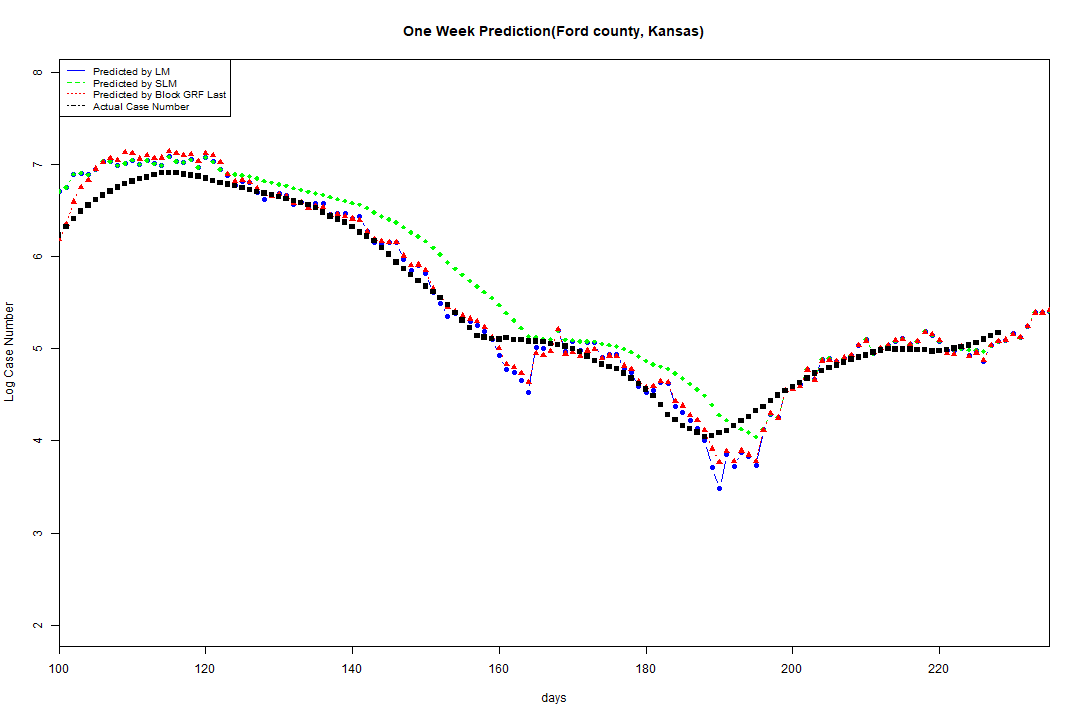 One Week Prediction(Ford county, Kansas)
Predicted by LM
Predicted by SLM
Predicted by Block GRF Last
Actual Case Number
8
7
6
5
4
3
2
Log Case Number
100 120 140 160 180 200 220
days